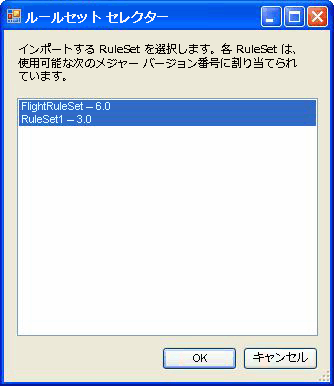 ルールセット セレクター
インポートする RuleSet を選択します。各 RuleSet は、
使用可能な次のメジャー バージョン番号に割り当てられ
ています。
FlightRuleSet -- 6.0
RuleSet1 -- 3.0
OK
キャンセル